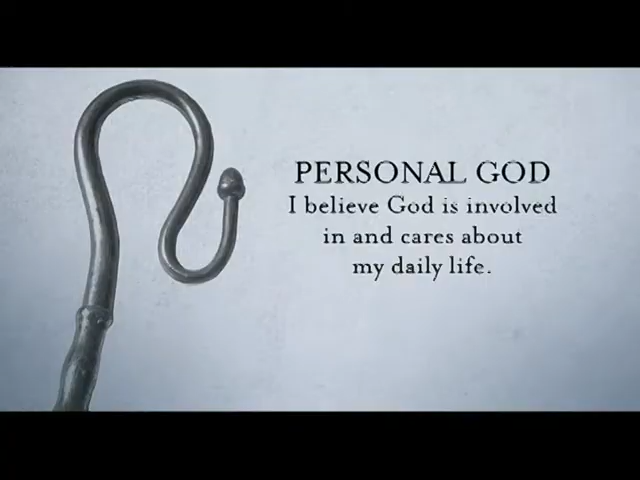 PERSONAL GOD
I believe God is involved
in and cares about
my daily life.